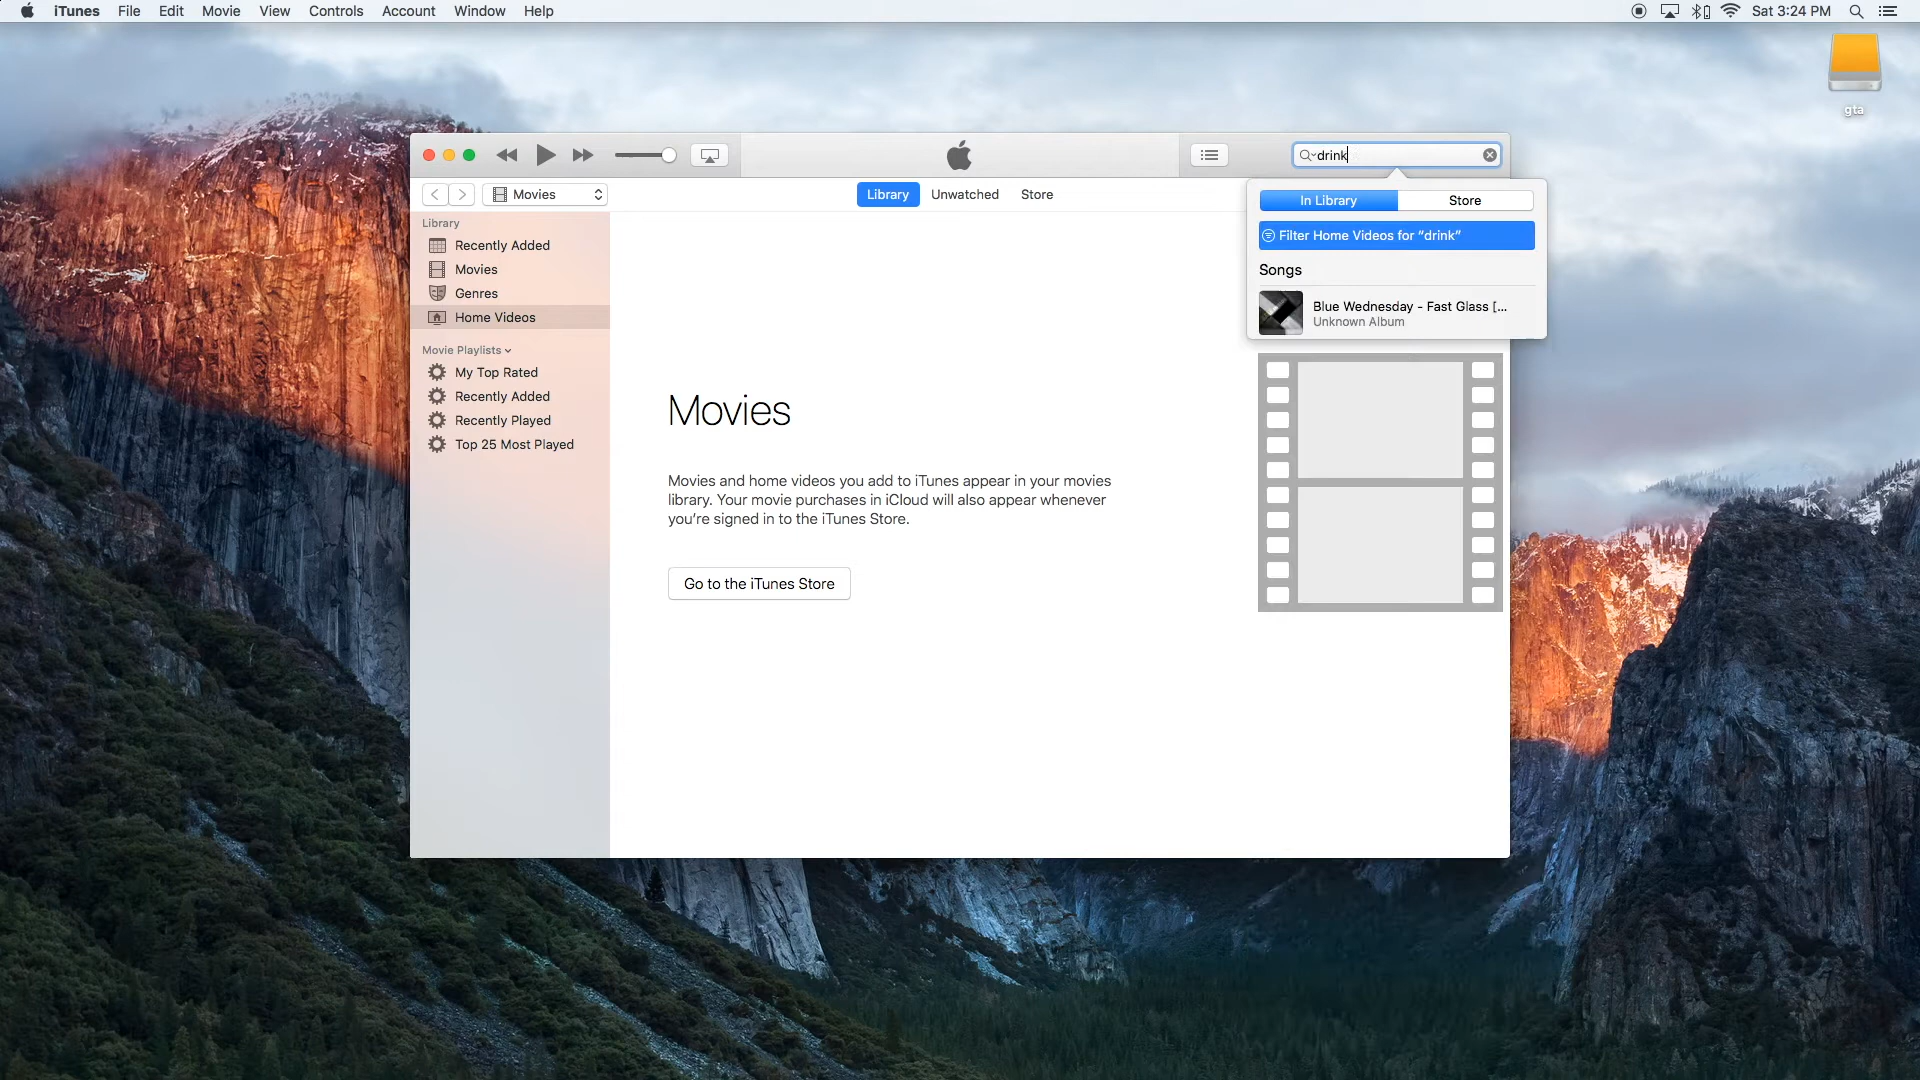 iTunes File Edit Movie View Controls Account Window Help
Sat 3:24 PM
gta
drink
Movies
Library Unwatched Store
In Library Store
Filter Home Videos for “drink”
Songs
Blue Wednesday - Fast Glass [...
Unknown Album
Library
Recently Added
Movies
Genres
Home Videos
Movie Playlists
My Top Rated
Recently Added
Recently Played
Top 25 Most Played
Movies
Movies and home videos you add to iTunes appear in your movies
library. Your movie purchases in iCloud will also appear whenever
you’re signed in to the iTunes Store.
Go to the iTunes Store